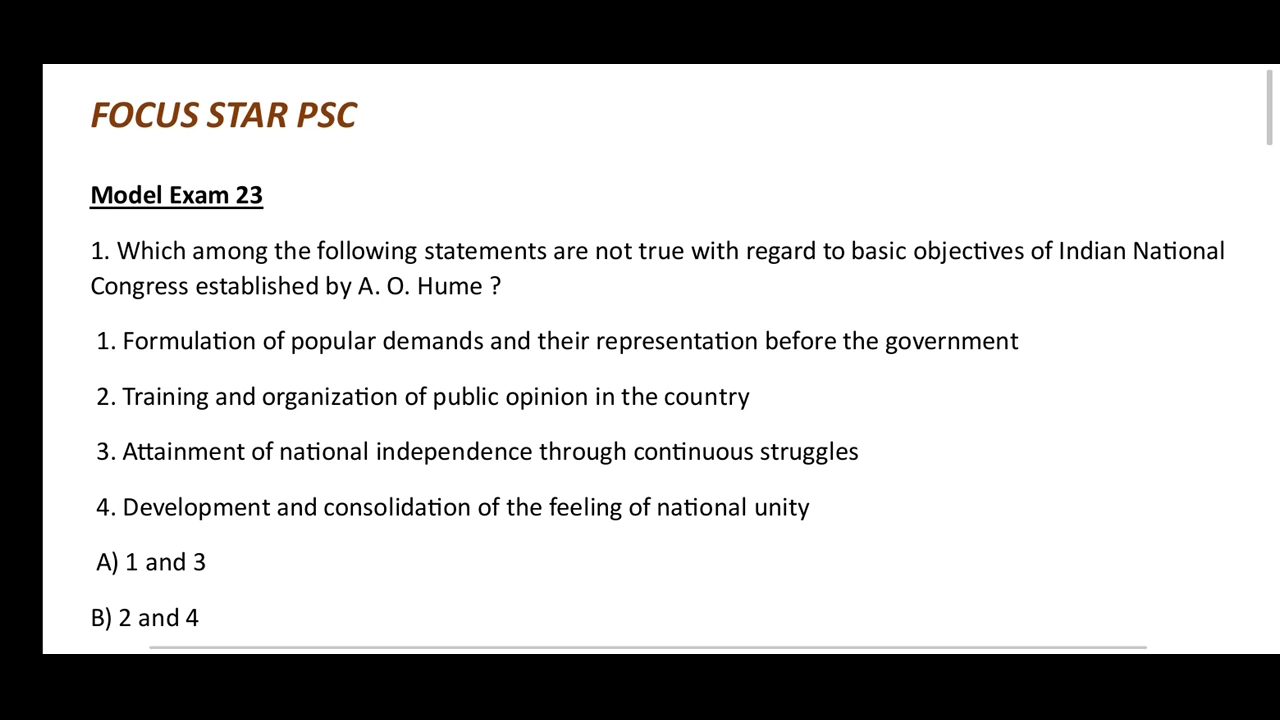 FOCUS STAR PSC
Model Exam 23
1. Which among the following statements are not true with regard to basic objectives of Indian National
Congress established by A. O. Hume ?
1. Formulation of popular demands and their representation before the government
2. Training and organization of public opinion in the country
3. Attainment of national independence through continuous struggles
4. Development and consolidation of the feeling of national unity
A) 1 and 3
B) 2 and 4